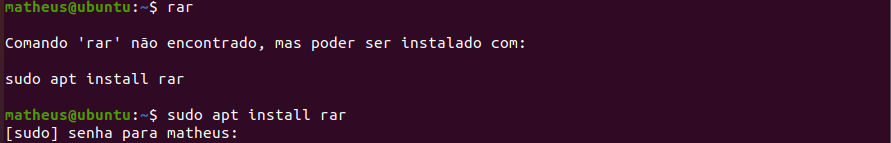 matheus@ubuntu:~$ rar
Comando 'rar' não encontrado, mas poder ser instalado com:
sudo apt install rar
matheus@ubuntu:~$ sudo apt install rar
[sudo] senha para matheus: